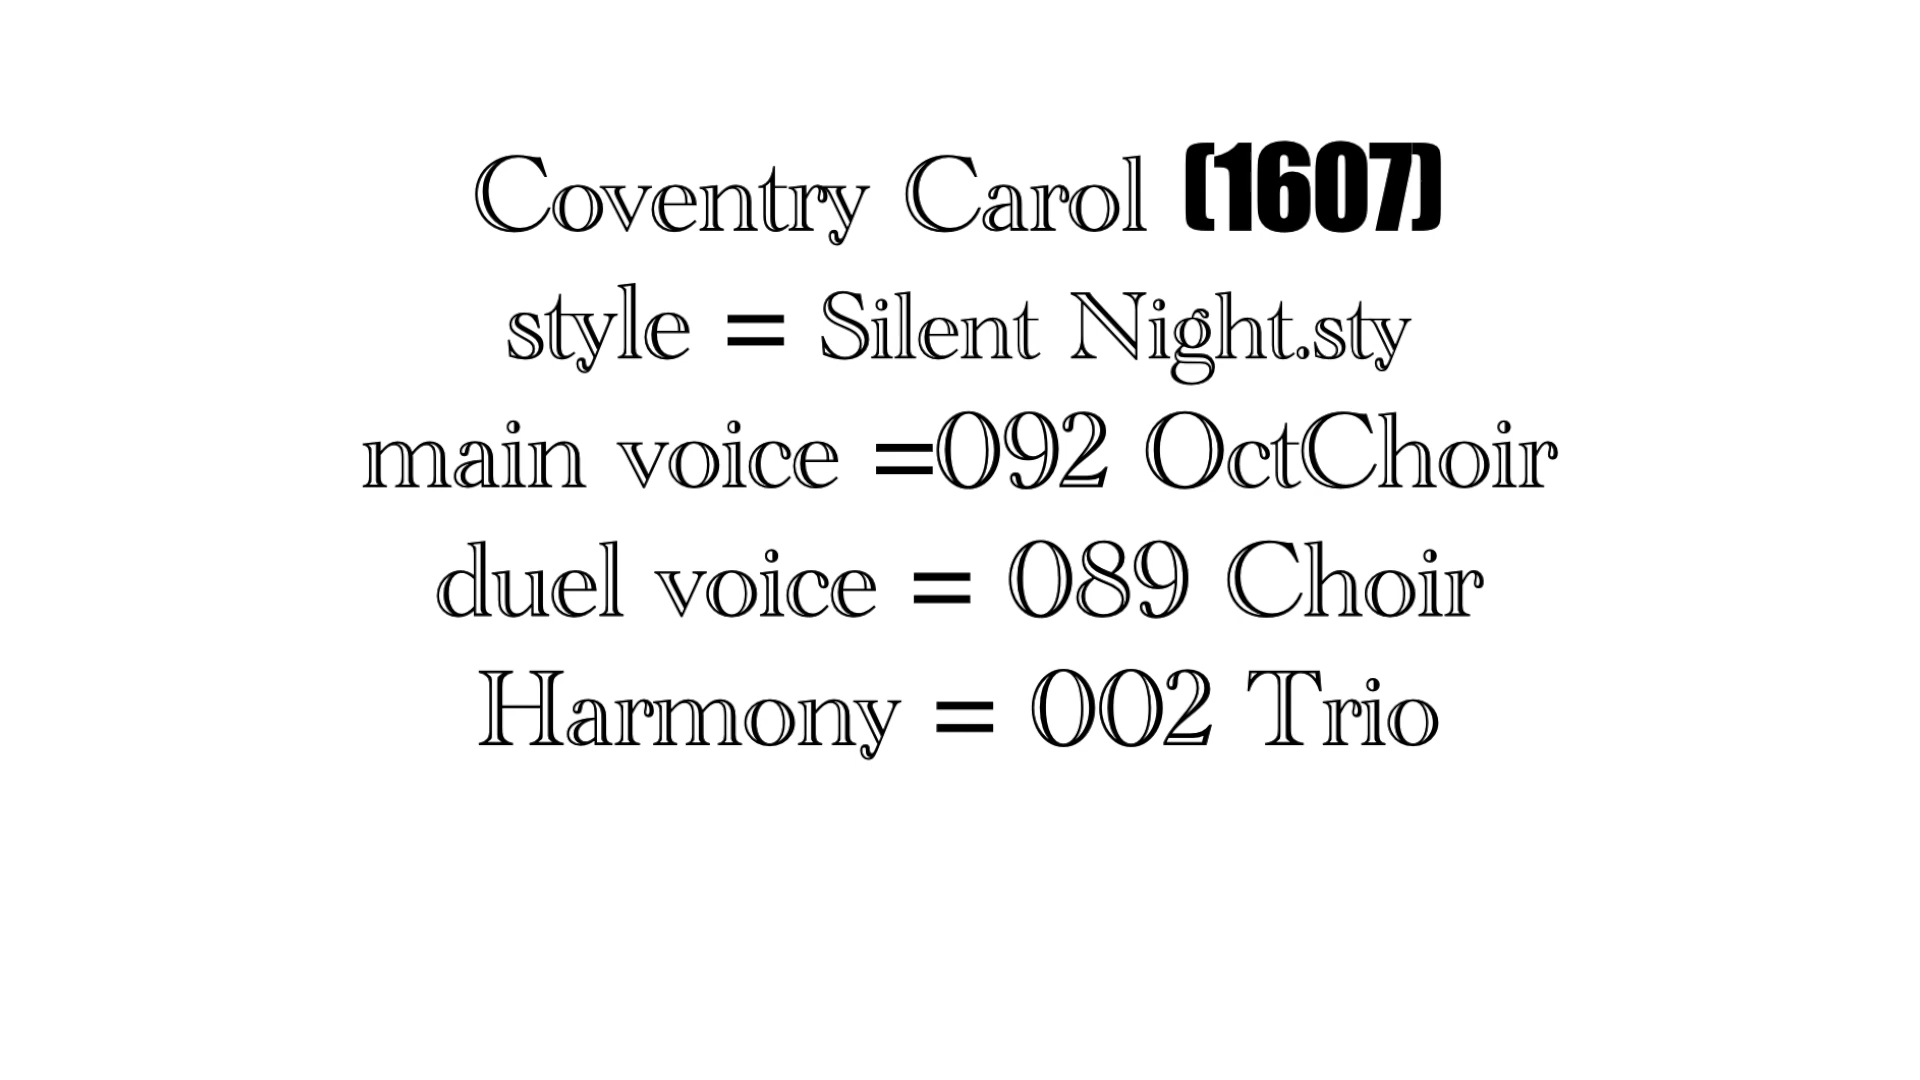 Coventry Carol (1607)
style = Silent Night.sty
main voice =092 OctChoir
duel voice = 089 Choir
Harmony = 002 Trio